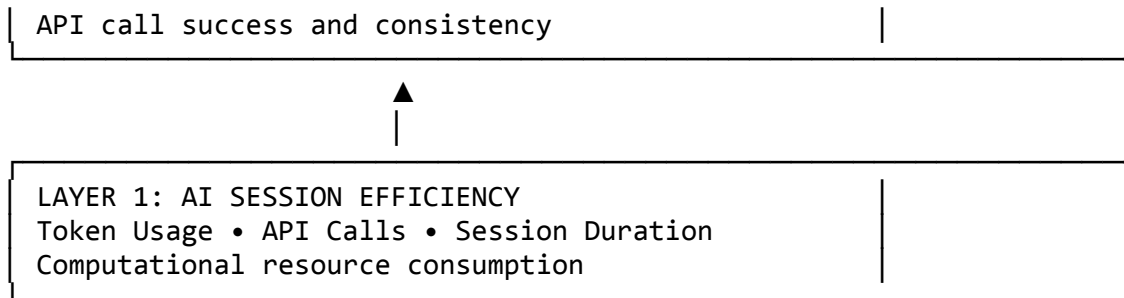 API call success and consistency
LAYER 1: AI SESSION EFFICIENCY
Token Usage • API Calls • Session Duration
Computational resource consumption